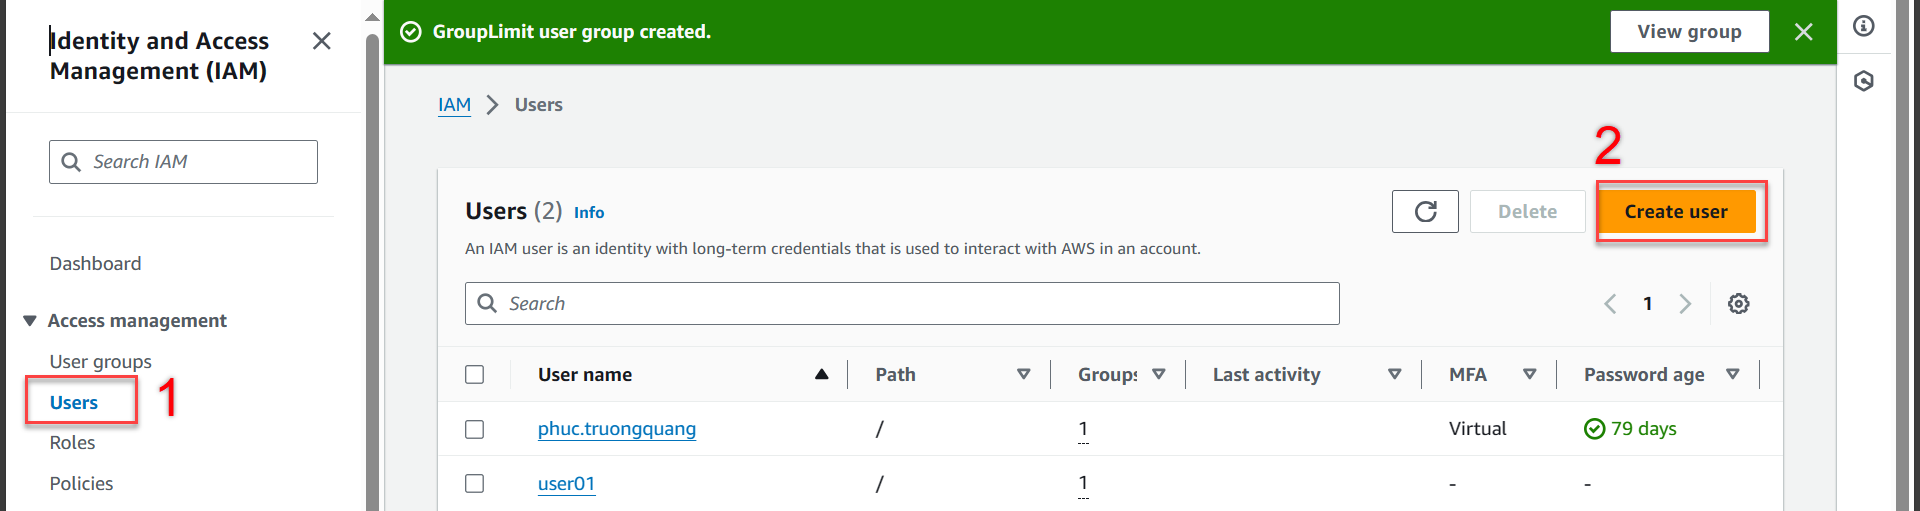 Identity and Access
Management (IAM)
Search IAM
Dashboard
Access management
User groups
Users
1
Roles
Policies
GroupLimit user group created.
View group
IAM > Users
2
Users (2) Info
Delete
Create user
An IAM user is an identity with long-term credentials that is used to interact with AWS in an account.
Search
1
User name Path Groups Last activity MFA Password age
phuc.truongquang / 1 Virtual 79 days
user01 / 1 - -